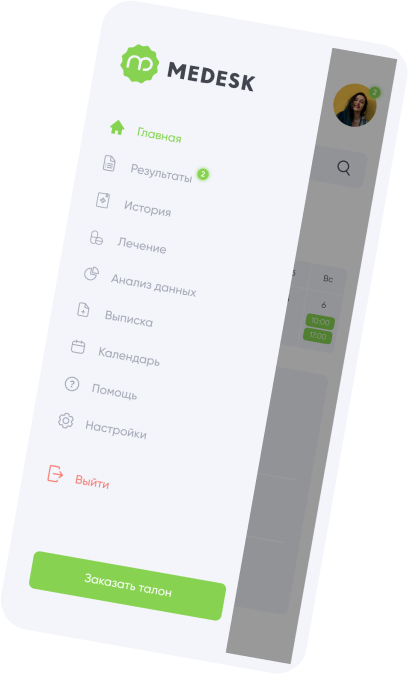 MEDESK
2
Главная
Результаты 2
История
Лечение
Анализ данных
Выписка
Календарь
Помощь
Настройки
Выйти
Заказать талон
Вс
6
10:00
17:00